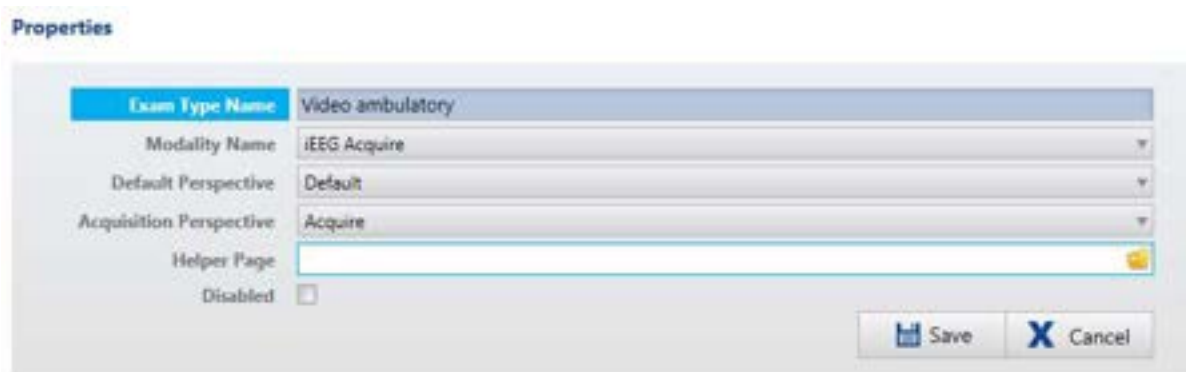 Properties
Exam Type Name Video ambulatory
Modality Name iEEG Acquire
Default Perspective Default
Acquisition Perspective Acquire
Helper Page
Disabled
Save Cancel